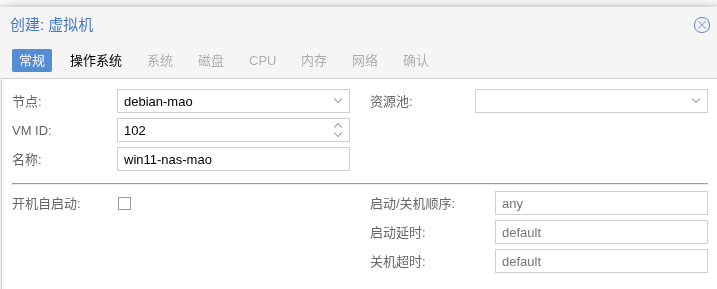 创建: 虚拟机
常规 操作系统 系统 磁盘 CPU 内存 网络 确认
节点: debian-mao 资源池:
VM ID: 102
名称: win11-nas-mao
开机自启动: 启动/关机顺序: any
启动延时: default
关机超时: default